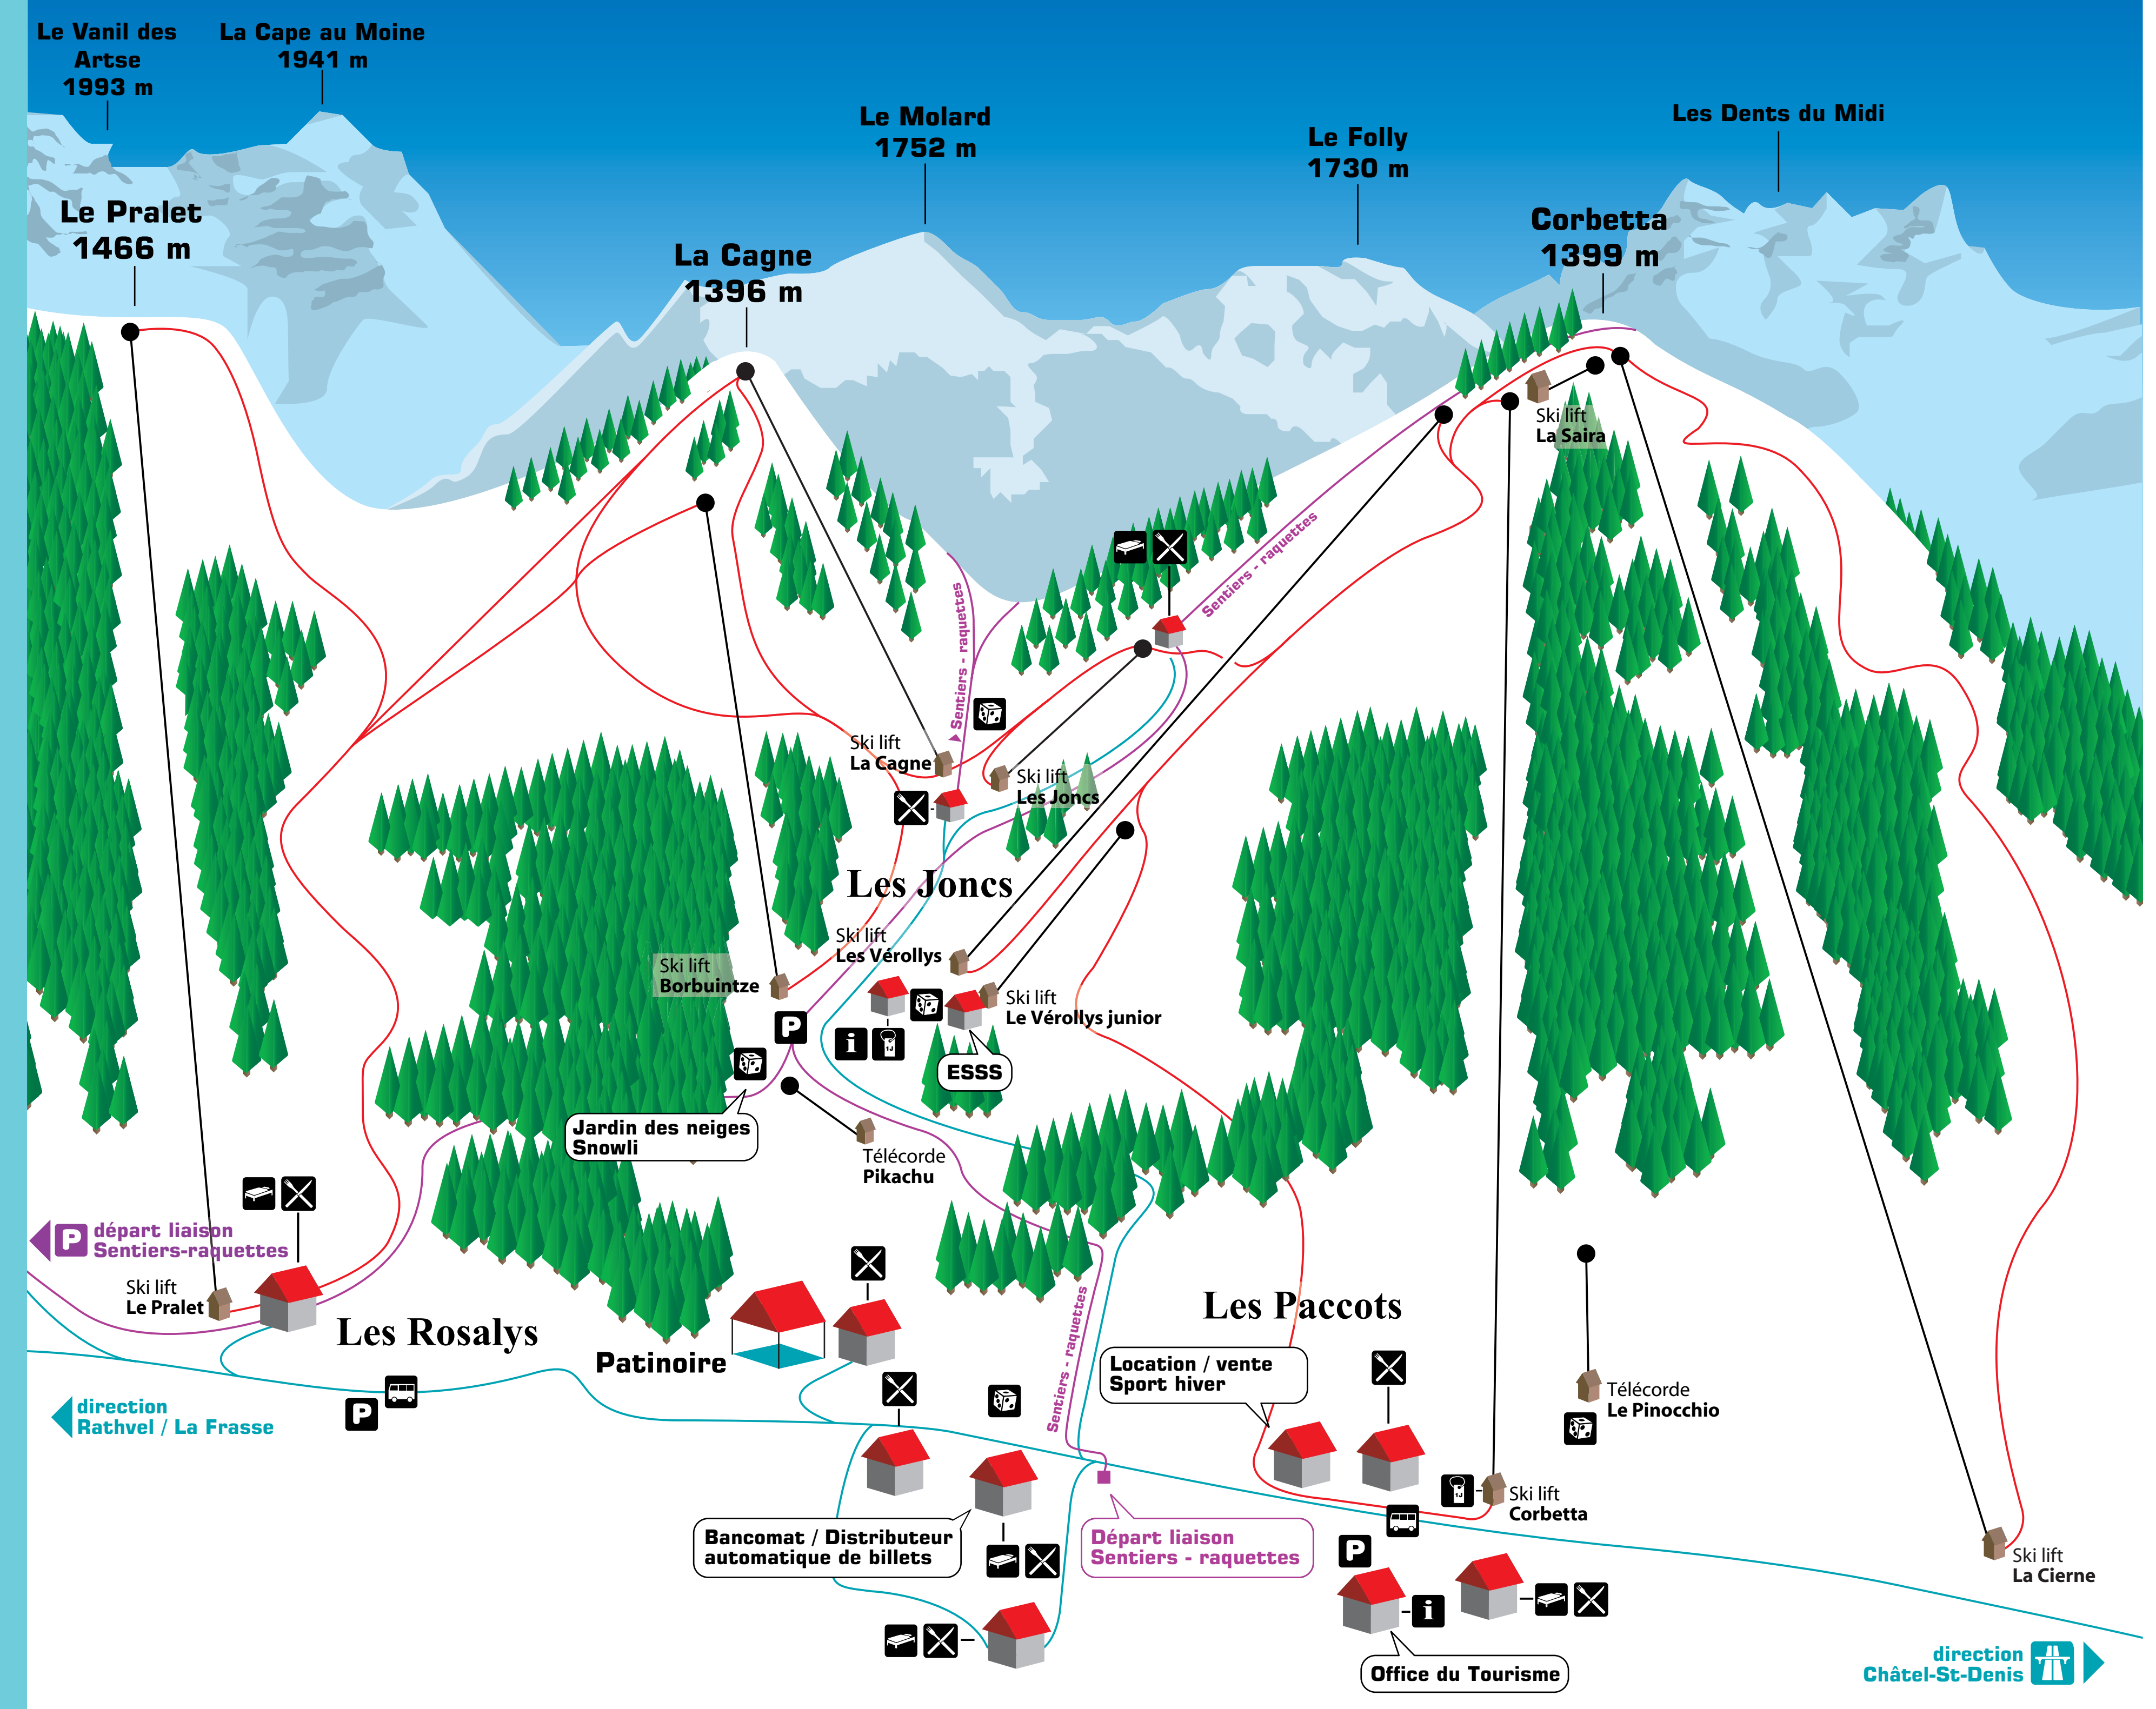 Le Vanil des
Artse
1993 m
La Cape au Moine
1941 m
Le Molard
1752 m
Le Folly
1730 m
Les Dents du Midi
Le Pralet
1466 m
La Cagne
1396 m
Corbetta
1399 m
Ski lift
La Saira
Sentiers - raquettes
Sentiers - raquettes
Ski lift
La Cagne
Ski lift
Les Joncs
Les Joncs
Ski lift
Les Vérollys
Ski lift
Borbuintze
Ski lift
Le Vérollys junior
P
i
1J
ESSS
Jardin des neiges
Snowli
Télécorde
Pikachu
P
départ liaison
Sentiers-raquettes
Ski lift
Le Pralet
Les Rosalys
Patinoire
Les Paccots
Sentiers - raquettes
Location / vente
Sport hiver
Télécorde
Le Pinocchio
direction
Rathvel / La Frasse
P
1J
Ski lift
Corbetta
Bancomat / Distributeur
automatique de billets
Départ liaison
Sentiers - raquettes
P
i
Ski lift
La Cierne
Office du Tourisme
direction
Châtel-St-Denis